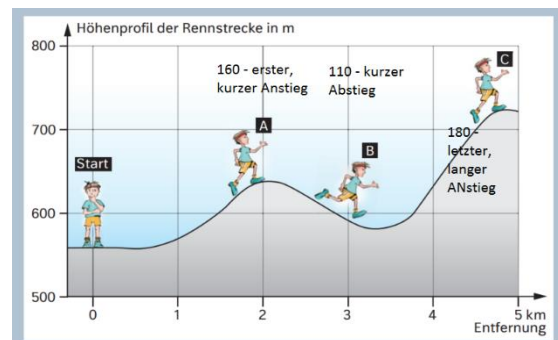 Höhenprofil der Rennstrecke in m
800
700
600
500
160 - erster,
kurzer Anstieg
110 - kurzer
Abstieg
180 -
letzter,
langer
ANstieg
Start
A
B
C
0
1
2
3
4
5 km
Entfernung